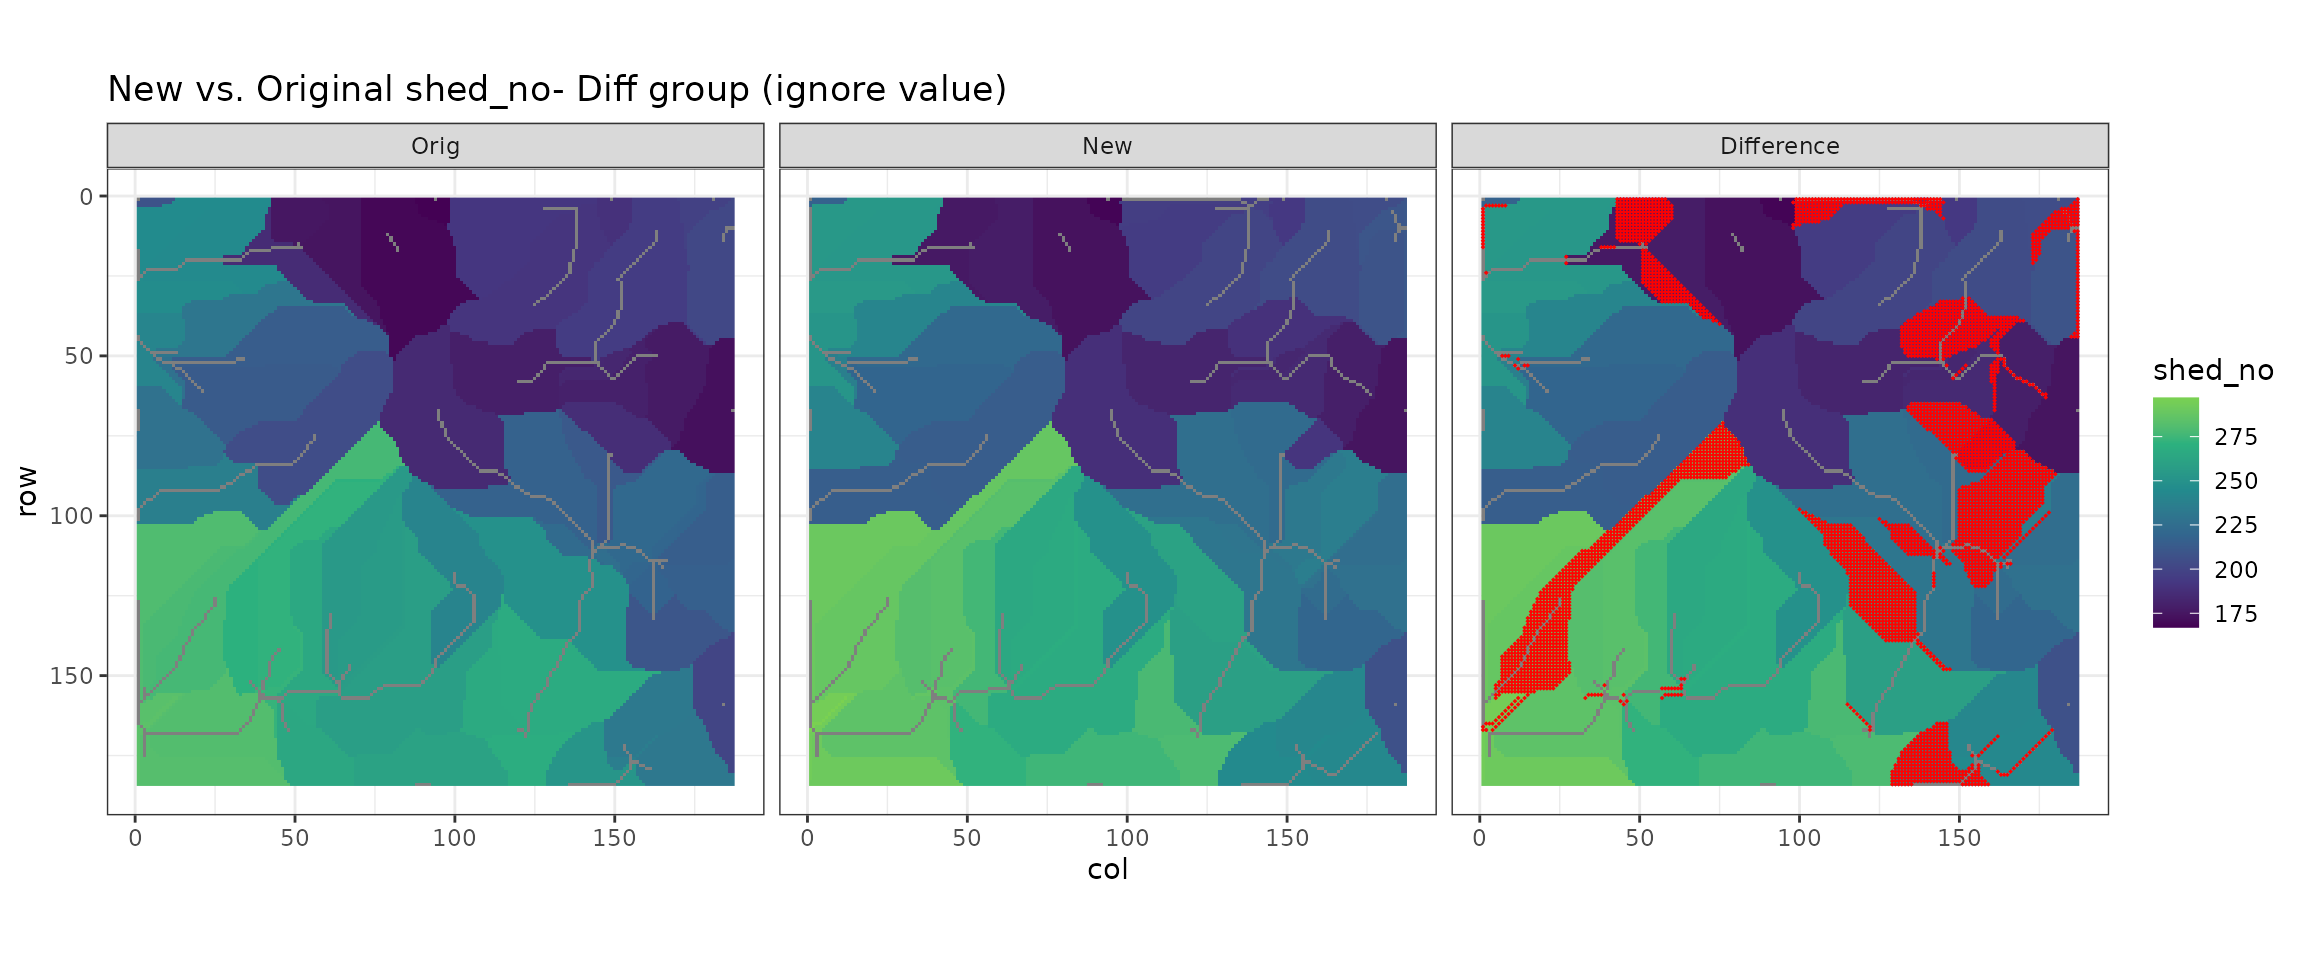 New vs. Original shed_no- Diff group (ignore value)
Orig New Difference
0
50
100
150
row
0 50 100 150 0 50 100 150 0 50 100 150
col
shed_no
275
250
225
200
175